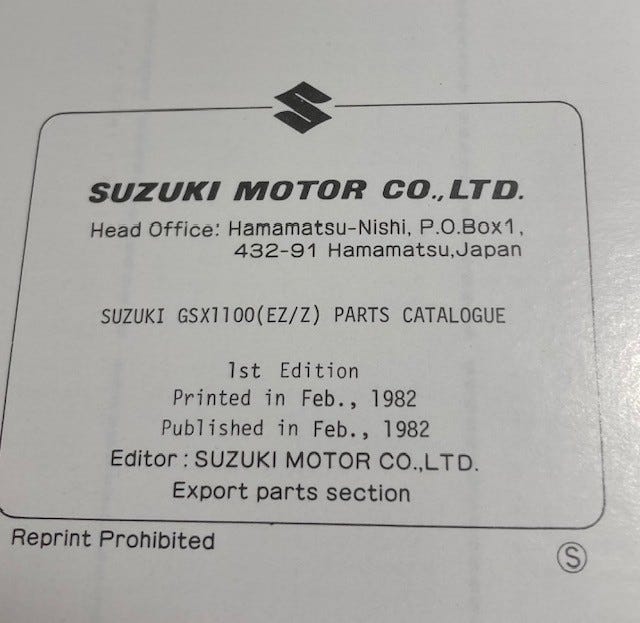 SUZUKI MOTOR CO.,LTD.
Head Office: Hamamatsu-Nishi, P.O.Box1,
432-91 Hamamatsu,Japan
SUZUKI GSX1100(EZ/Z) PARTS CATALOGUE
1st Edition
Printed in Feb., 1982
Published in Feb., 1982
Editor : SUZUKI MOTOR CO.,LTD.
Export parts section
Reprint Prohibited
Ⓢ